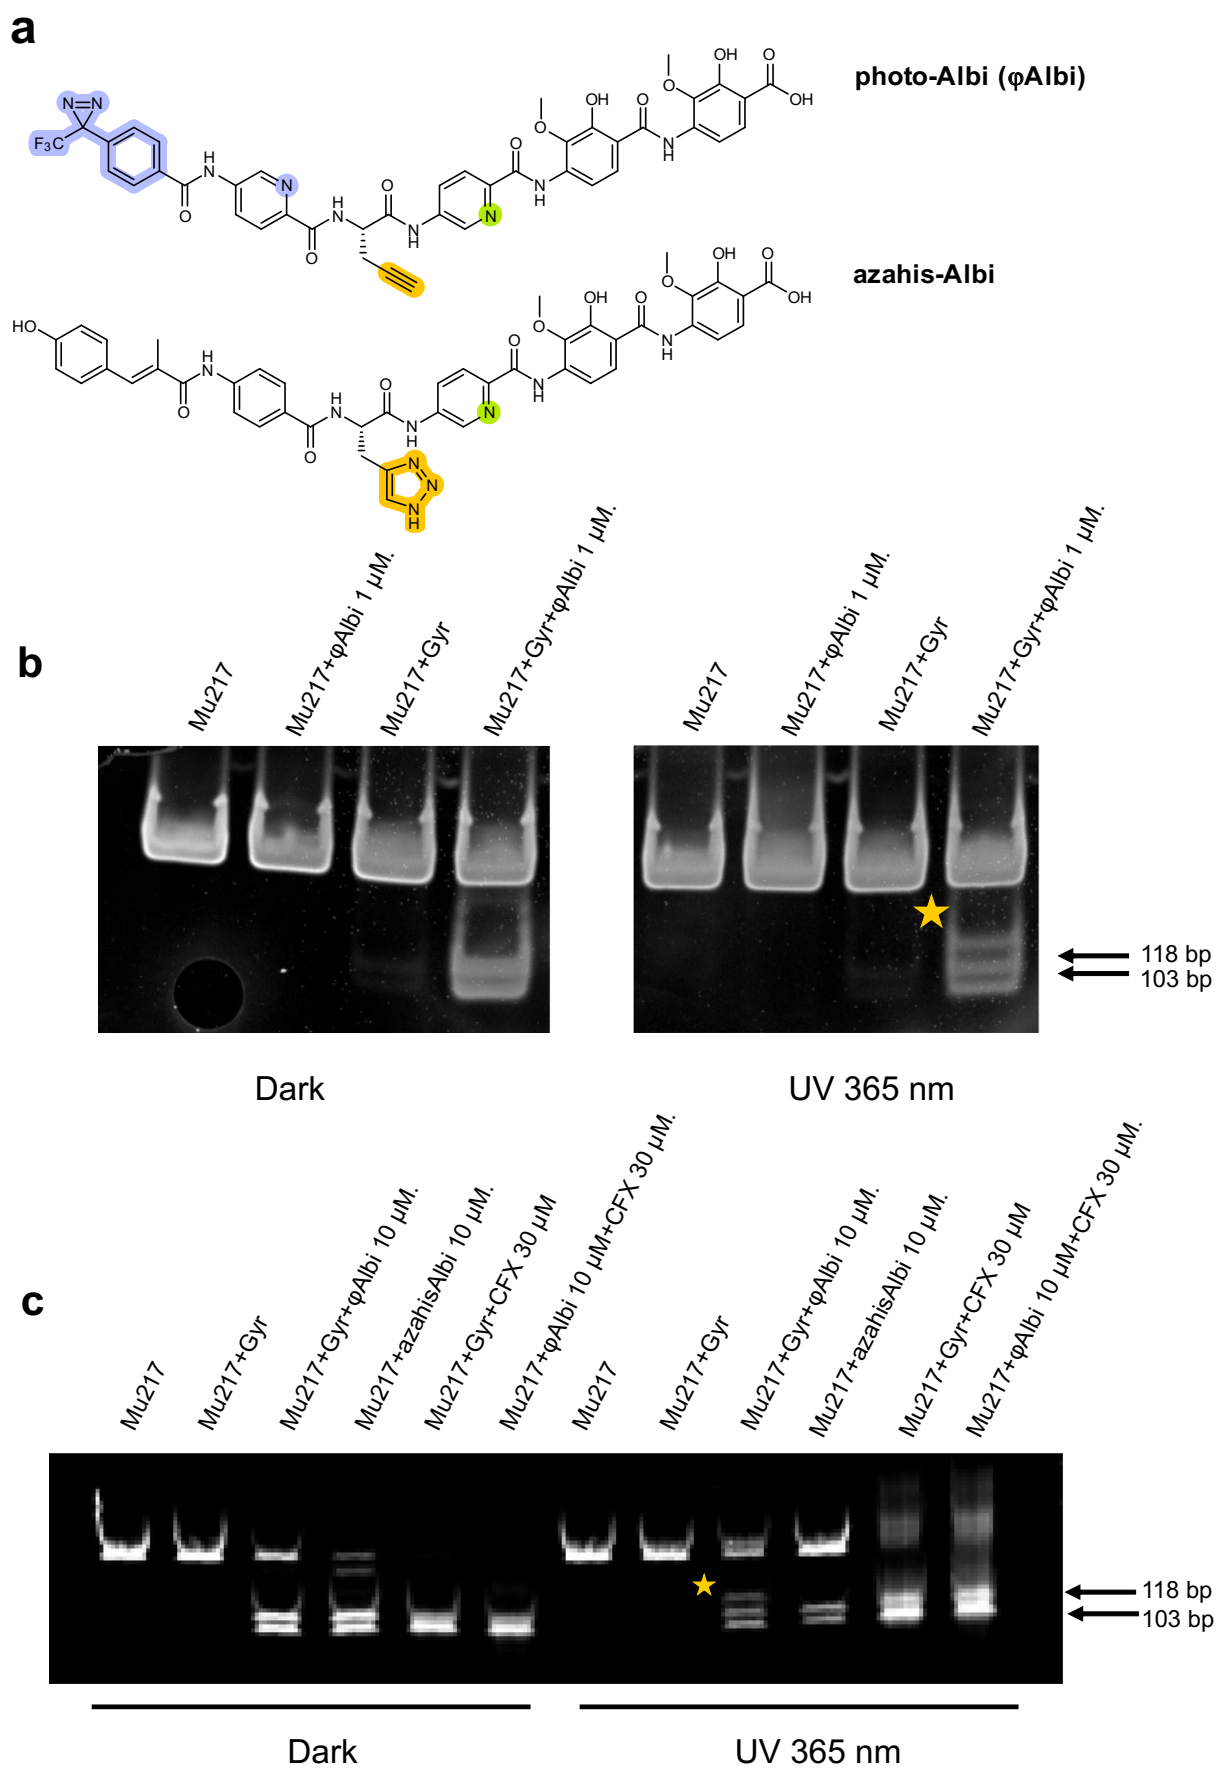 a
photo-Albi (φAlbi)
N N
F₃C
O
H
N
N
O
H
N
O
N
H
N
O
N
H
O
OH
O
N
H
O
OH
O
OH
azahis-Albi
HO
O
H
N
O
H
N
O
N
H
N
N
N
H
N
O
N
H
O
OH
O
N
H
O
OH
O
OH
b
Mu217
Mu217+φAlbi 1 μM.
Mu217+Gyr
Mu217+Gyr+φAlbi 1 μM.
Mu217
Mu217+φAlbi 1 μM.
Mu217+Gyr
Mu217+Gyr+φAlbi 1 μM.
118 bp
103 bp
Dark
UV 365 nm
c
Mu217
Mu217+Gyr
Mu217+Gyr+φAlbi 10 μM.
Mu217+azahisAlbi 10 μM.
Mu217+Gyr+CFX 30 μM
Mu217+φAlbi 10 μM+CFX 30 μM.
Mu217
Mu217+Gyr
Mu217+Gyr+φAlbi 10 μM.
Mu217+azahisAlbi 10 μM.
Mu217+Gyr+CFX 30 μM
Mu217+φAlbi 10 μM+CFX 30 μM.
118 bp
103 bp
Dark
UV 365 nm